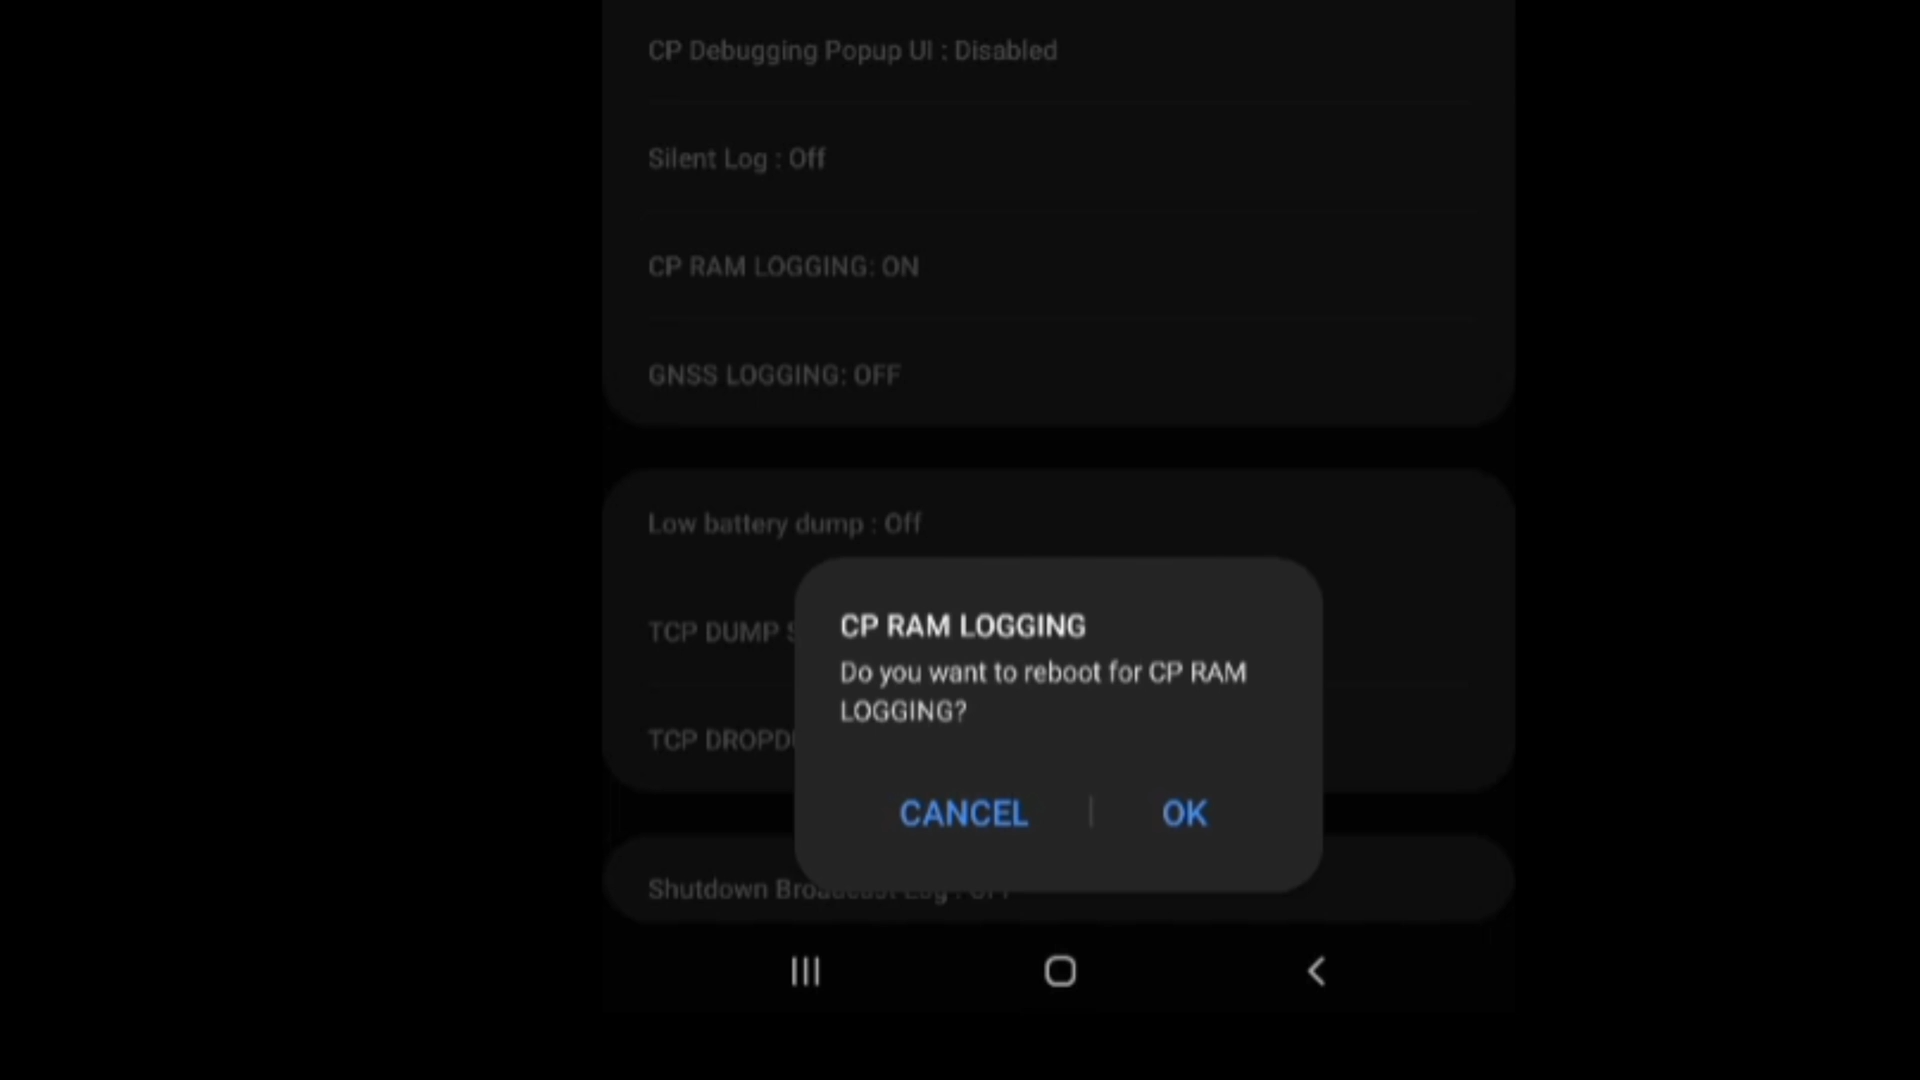 CP Debugging Popup UI : Disabled
Silent Log : Off
CP RAM LOGGING: ON
GNSS LOGGING: OFF
Low battery dump : Off
TCP DUMP
CP RAM LOGGING
Do you want to reboot for CP RAM
LOGGING?
TCP
CANCEL | OK
Shutdown